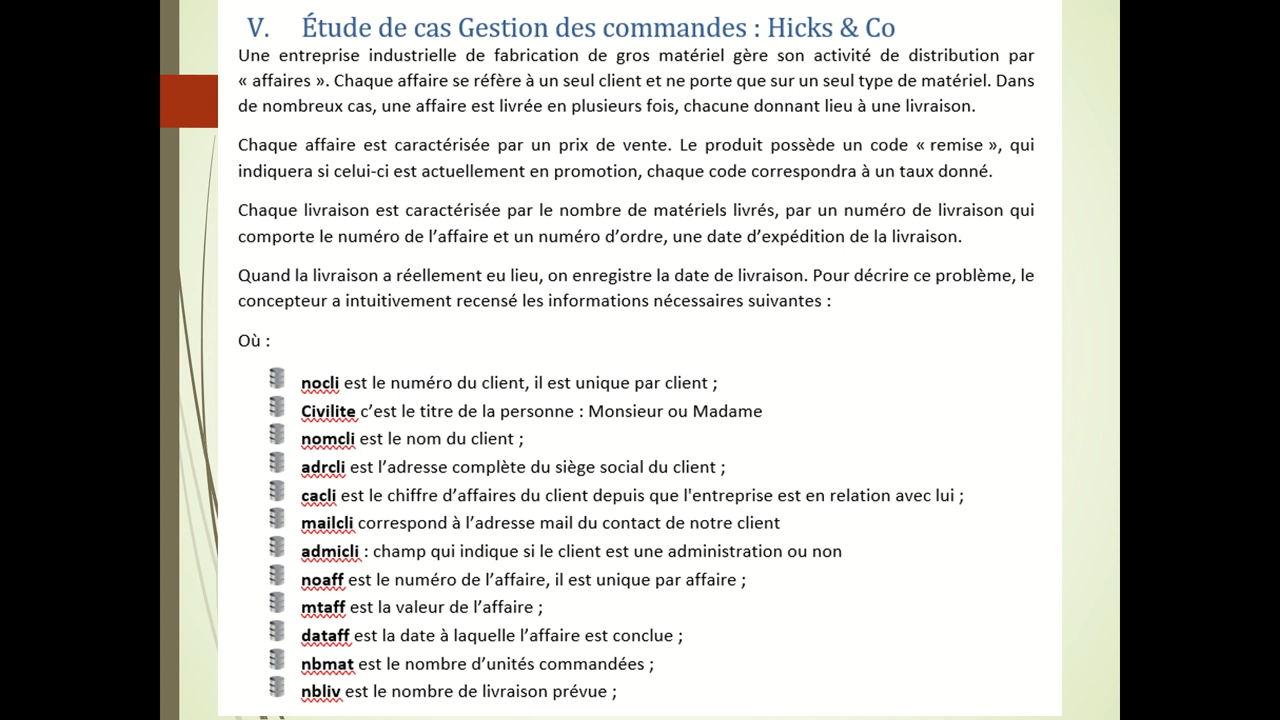 V. Étude de cas Gestion des commandes : Hicks & Co
Une entreprise industrielle de fabrication de gros matériel gère son activité de distribution par
« affaires ». Chaque affaire se réfère à un seul client et ne porte que sur un seul type de matériel. Dans
de nombreux cas, une affaire est livrée en plusieurs fois, chacune donnant lieu à une livraison.
Chaque affaire est caractérisée par un prix de vente. Le produit possède un code « remise », qui
indiquera si celui-ci est actuellement en promotion, chaque code correspondra à un taux donné.
Chaque livraison est caractérisée par le nombre de matériels livrés, par un numéro de livraison qui
comporte le numéro de l’affaire et un numéro d’ordre, une date d’expédition de la livraison.
Quand la livraison a réellement eu lieu, on enregistre la date de livraison. Pour décrire ce problème, le
concepteur a intuitivement recensé les informations nécessaires suivantes :
Où :
nocli est le numéro du client, il est unique par client ;
Civilite c’est le titre de la personne : Monsieur ou Madame
nomcli est le nom du client ;
adrcli est l’adresse complète du siège social du client ;
cacli est le chiffre d’affaires du client depuis que l'entreprise est en relation avec lui ;
mailcli correspond à l’adresse mail du contact de notre client
admicli : champ qui indique si le client est une administration ou non
noaff est le numéro de l’affaire, il est unique par affaire ;
mtaff est la valeur de l’affaire ;
dataff est la date à laquelle l’affaire est conclue ;
nbmat est le nombre d’unités commandées ;
nbliv est le nombre de livraison prévue ;